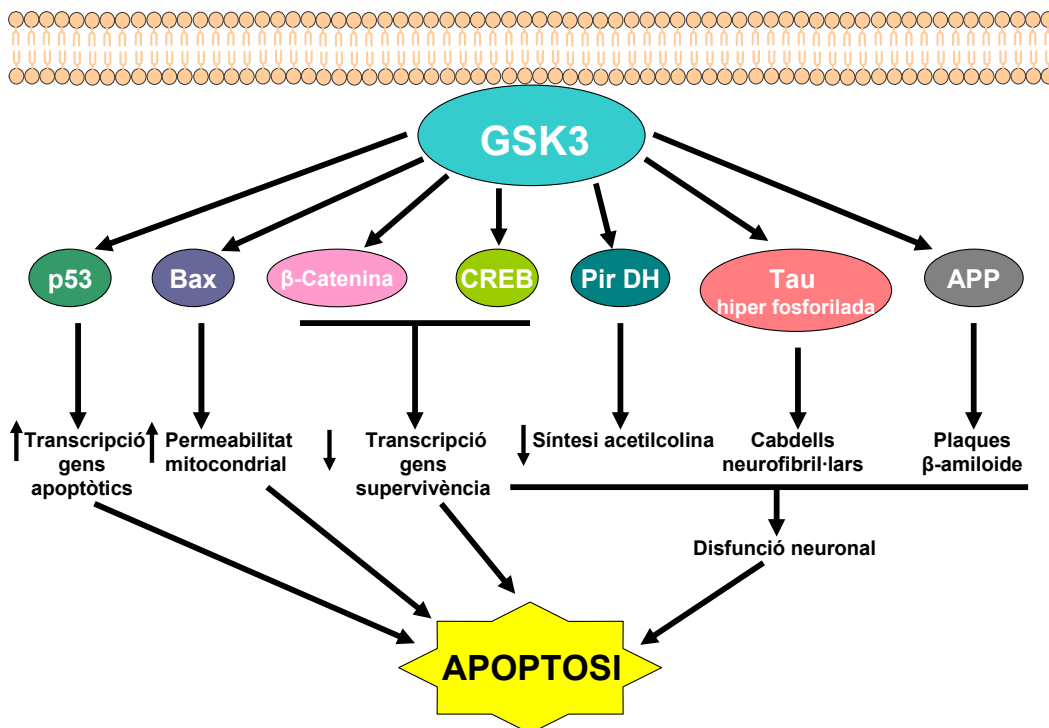 GSK3
p53
Bax
β-Catenina
CREB
Pir DH
Tau
hiper fosforilada
APP
Transcripció
gens
apoptòtics
Permeabilitat
mitocondrial
Transcripció
gens
supervivència
Síntesi acetilcolina
Cabdells
neurofibril·lars
Plaques
β-amiloide
Disfunció neuronal
APOPTOSI